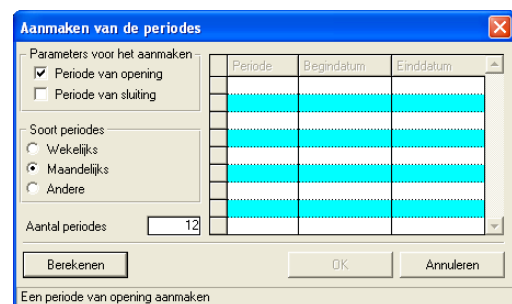 Aanmaken van de periodes
Parameters voor het aanmaken
Periode van opening
Periode van sluiting
Soort periodes
Wekelijks
Maandelijks
Andere
Aantal periodes 12
Periode Begindatum Einddatum
Berekenen OK Annuleren
Een periode van opening aanmaken